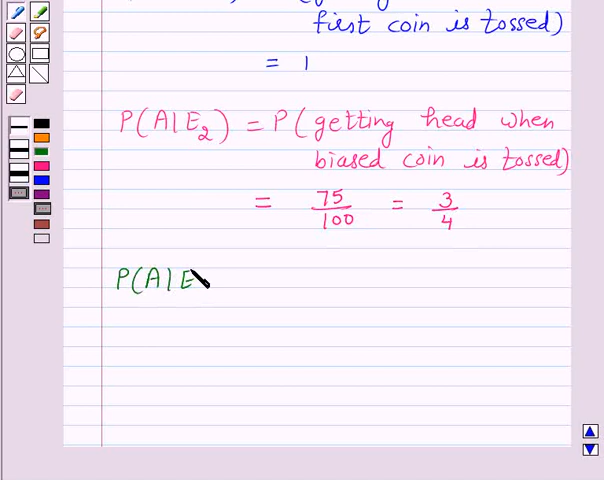 first coin is tossed)
= 1
P(A|E₂) = P( getting head when
biased coin is tossed)
= 75/100 = 3/4
P(A|E